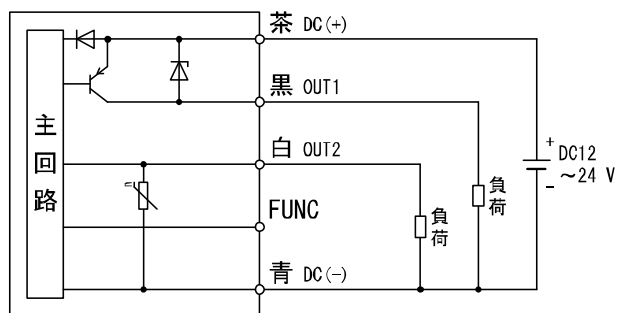 茶 DC(+)
黒 OUT1
主回路
白 OUT2
+
DC12
～24 V
-
負荷
負荷
FUNC
n
青 DC(-)